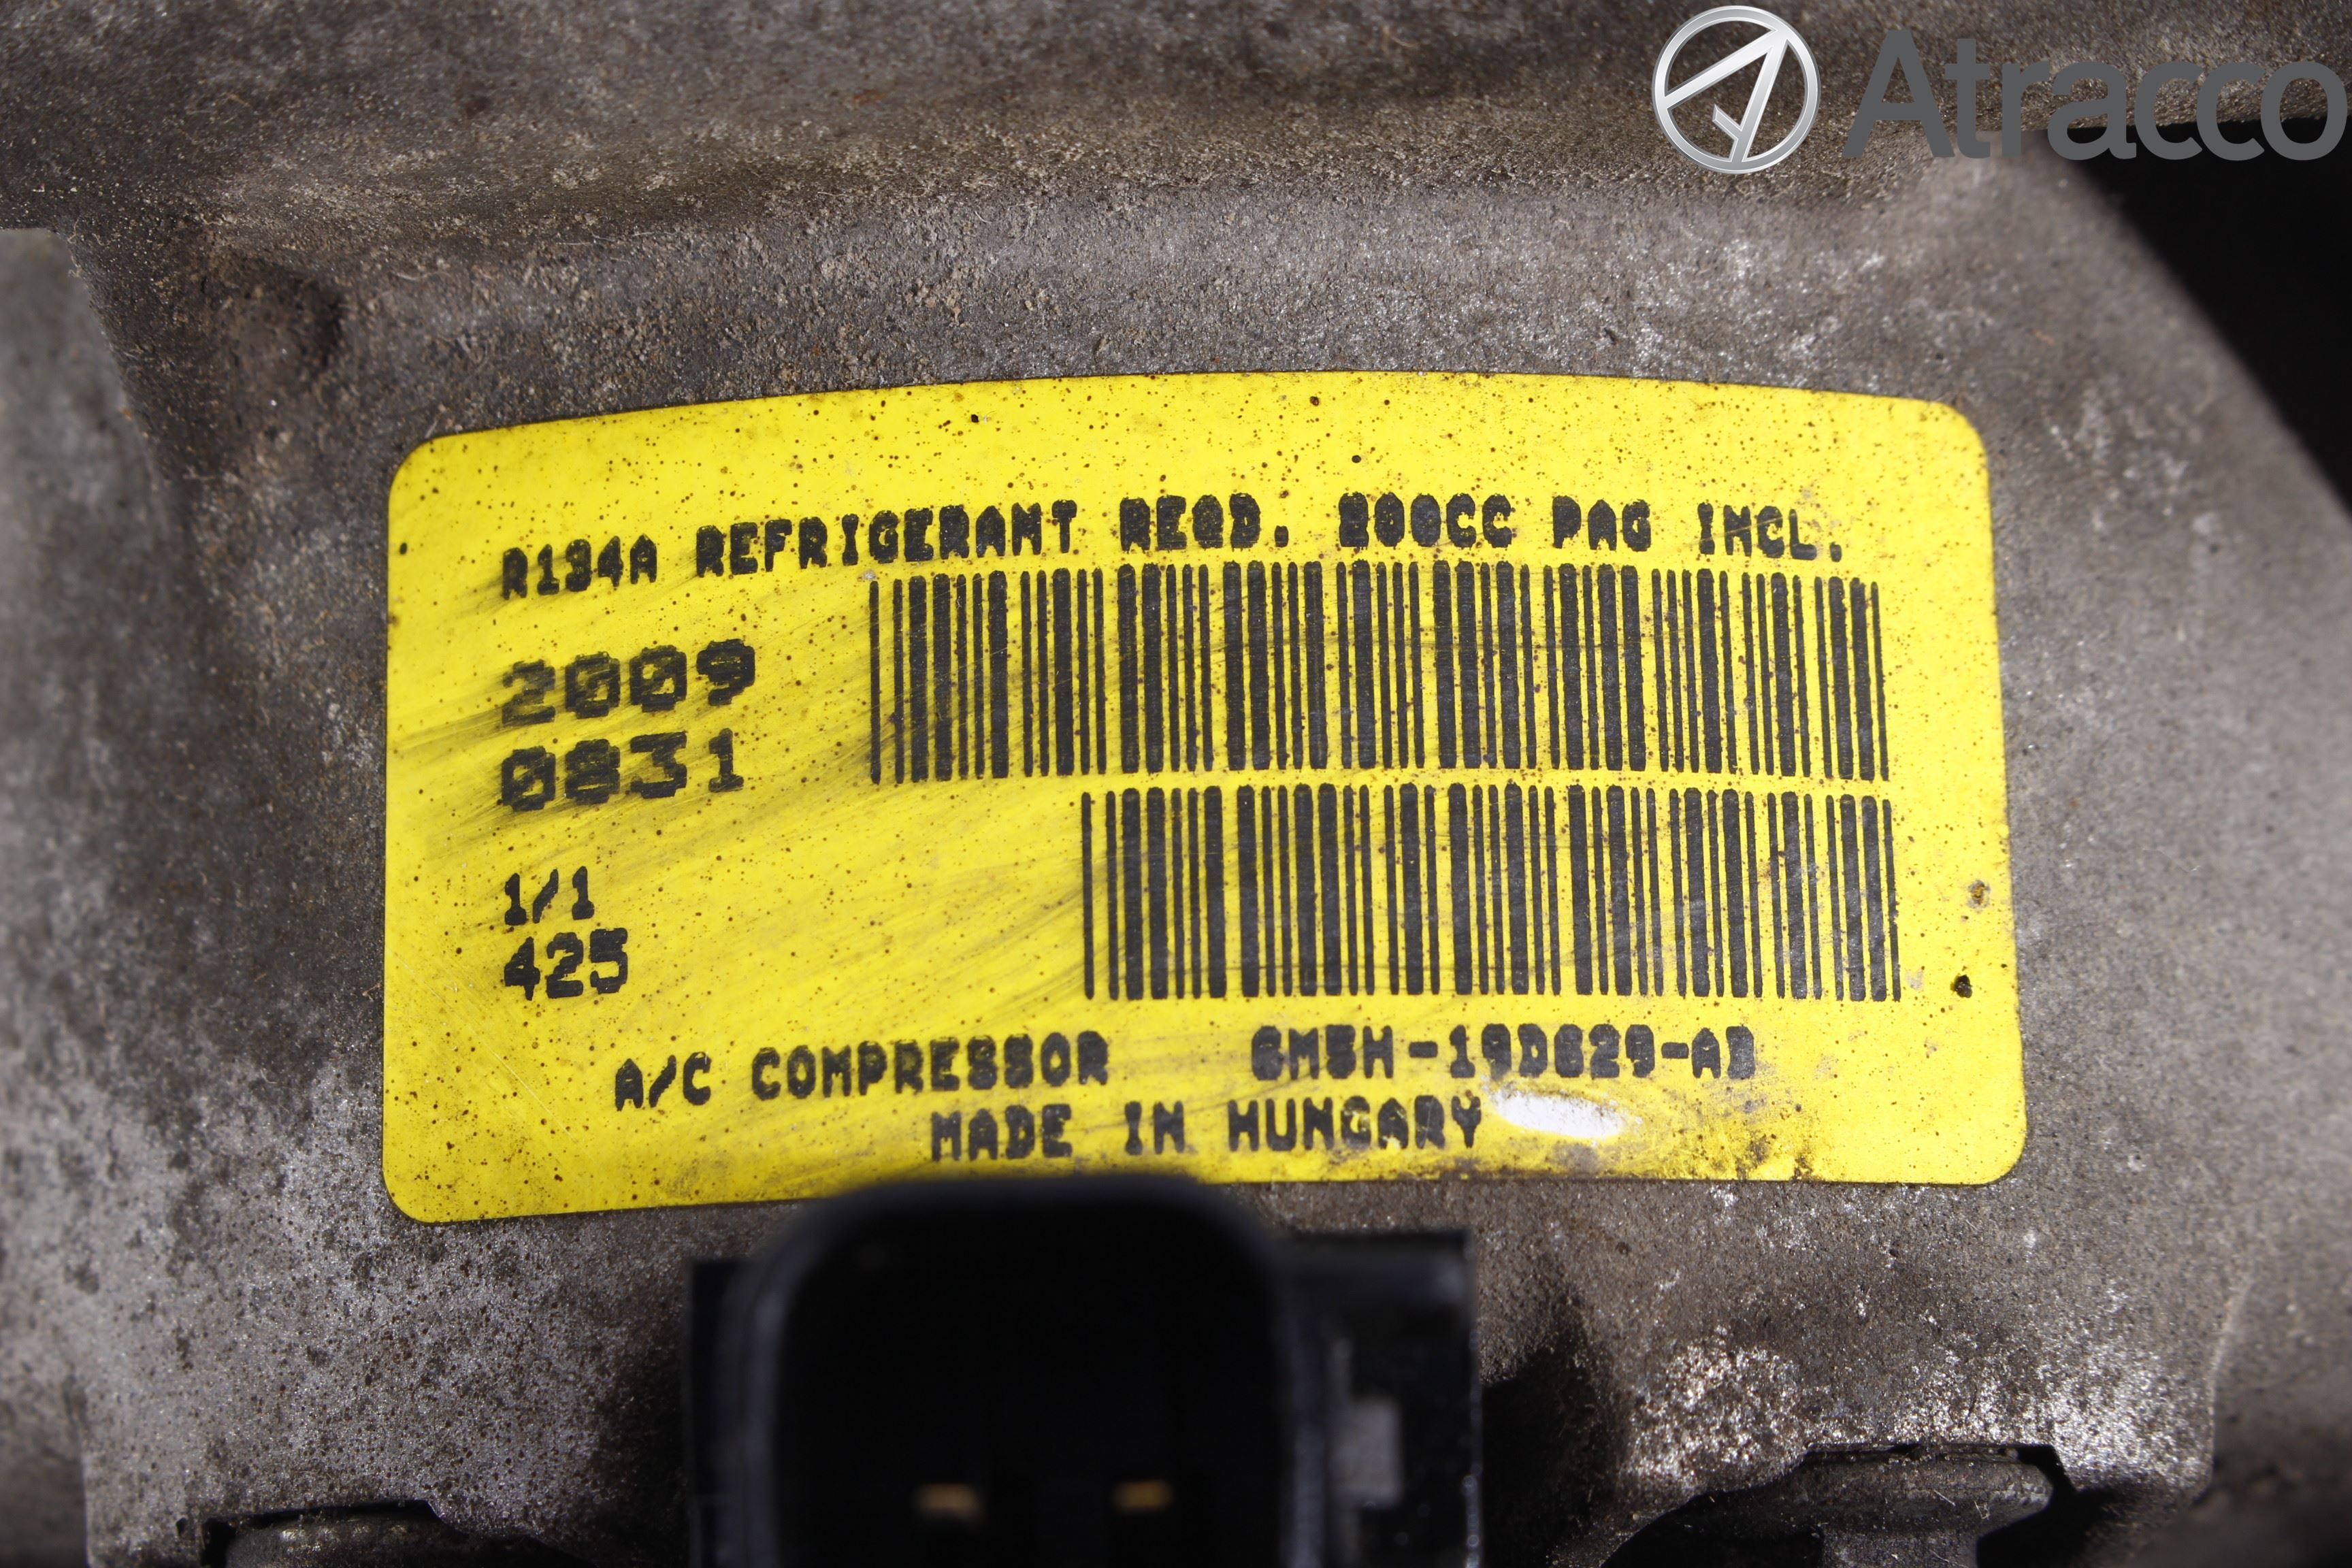 Atracco
R134A REFRIGERANT REQD. 200CC PAG INCL.
2009
0831
1/1
425
A/C COMPRESSOR 6M5H-19D629-AB
MADE IN HUNGARY